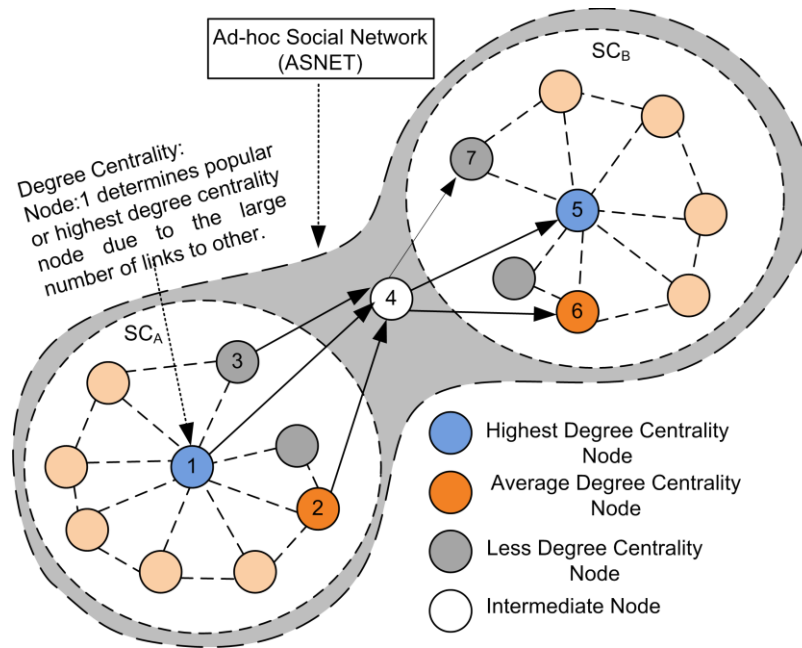 Ad-hoc Social Network
(ASNET)
SC_B
Degree Centrality:
Node:1 determines popular
or highest degree centrality
node due to the large
number of links to other.
7
5
4
6
SC_A
3
1
2
Highest Degree Centrality
Node
Average Degree Centrality
Node
Less Degree Centrality
Node
Intermediate Node